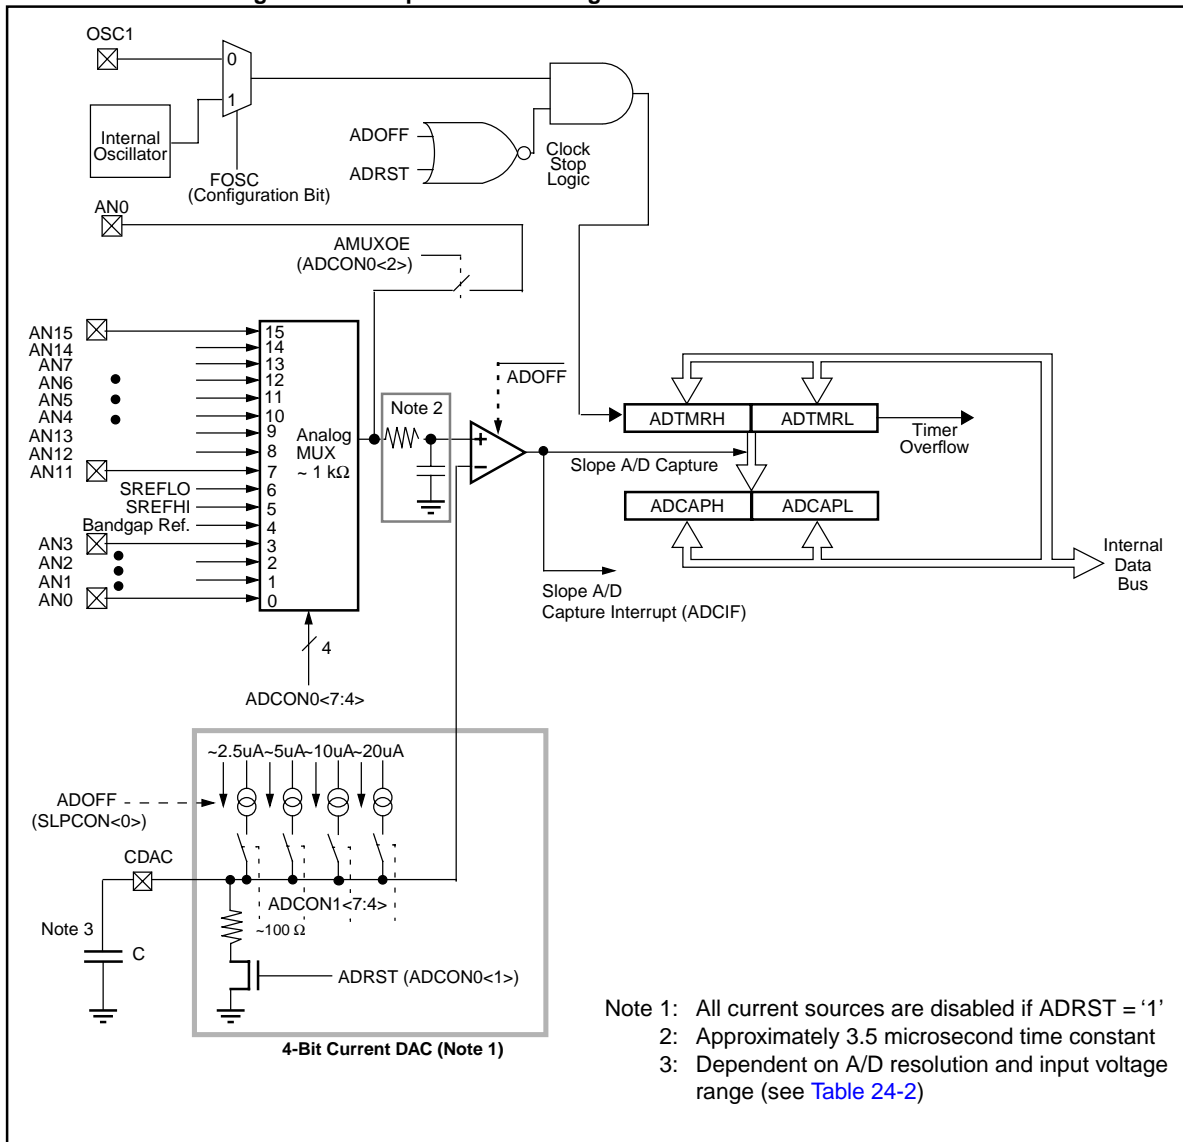 OSC1
0
1
Internal
Oscillator
FOSC
(Configuration Bit)
ADOFF
ADRST
Clock
Stop
Logic
AN0
AMUXOE
(ADCON0<2>)
AN15
AN14
AN7
AN6
AN5
AN4
AN13
AN12
AN11
SREFLO
SREFHI
Bandgap Ref.
AN3
AN2
AN1
AN0
15
14
13
12
11
10
9
8
7
6
5
4
3
2
1
0
Analog
MUX
~ 1 kΩ
Note 2
+
–
ADOFF
ADTMRH
ADTMRL
Timer
Overflow
Slope A/D Capture
ADCAPH
ADCAPL
Internal
Data
Bus
Slope A/D
Capture Interrupt (ADCIF)
4
ADCON0<7:4>
~2.5uA~5uA~10uA~20uA
ADOFF
(SLPCON<0>)
CDAC
ADCON1<7:4>
~100 Ω
Note 3
C
ADRST (ADCON0<1>)
4-Bit Current DAC (Note 1)
Note 1: All current sources are disabled if ADRST = ‘1’
2: Approximately 3.5 microsecond time constant
3: Dependent on A/D resolution and input voltage
range (see Table 24-2)